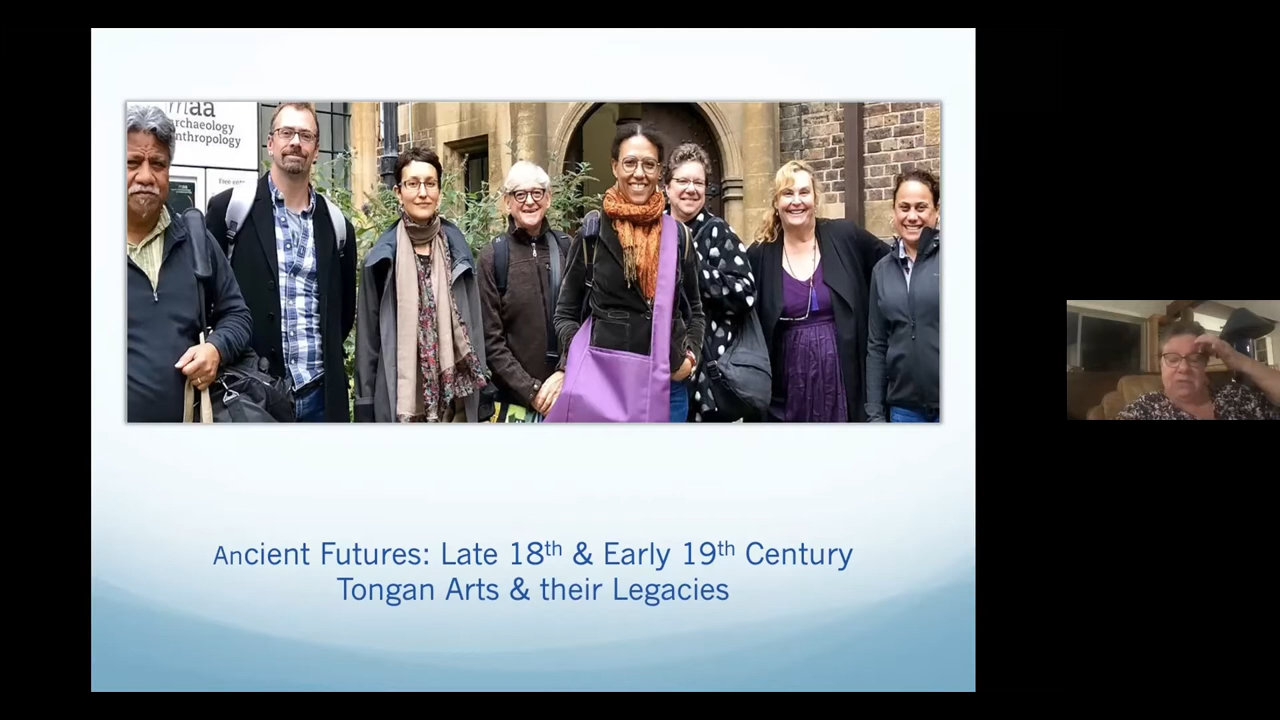 maa
archaeology
anthropology
Ancient Futures: Late 18th & Early 19th Century
Tongan Arts & their Legacies